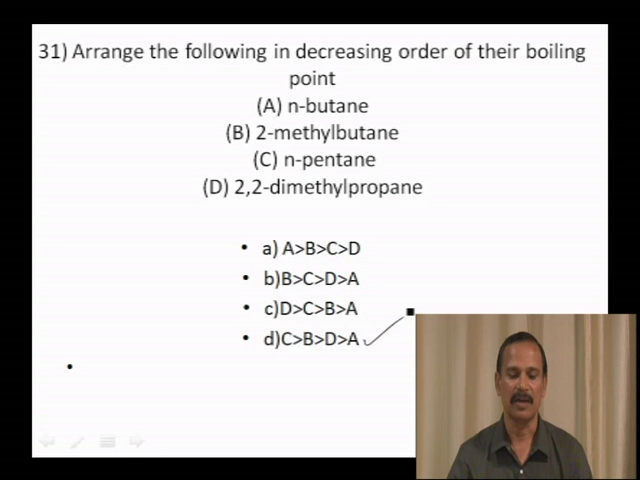 31) Arrange the following in decreasing order of their boiling
point
(A) n-butane
(B) 2-methylbutane
(C) n-pentane
(D) 2,2-dimethylpropane
• a) A>B>C>D
• b)B>C>D>A
• c)D>C>B>A
• d)C>B>D>A
•